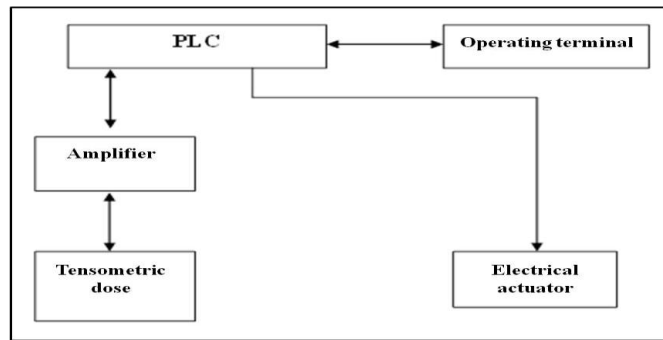 PLC
Operating terminal
Amplifier
Tensometric
dose
Electrical
actuator